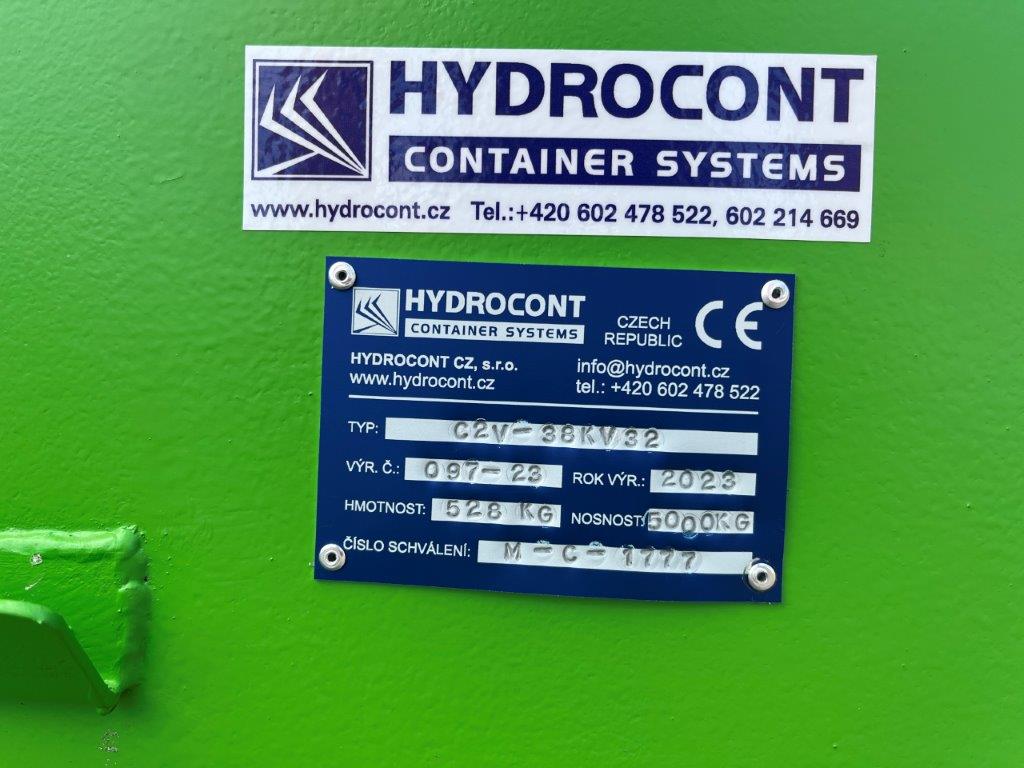 HYDROCONT
CONTAINER SYSTEMS
www.hydrocont.cz Tel.:+420 602 478 522, 602 214 669
HYDROCONT
CONTAINER SYSTEMS
CZECH
REPUBLIC
CE
HYDROCONT CZ, s.r.o.
www.hydrocont.cz
info@hydrocont.cz
tel.: +420 602 478 522
TYP: C2V-38KV32
VÝR. Č.: 097-23 ROK VÝR.: 2023
HMOTNOST: 528 KG NOSNOST: 5000KG
ČÍSLO SCHVÁLENÍ: M-C-1777